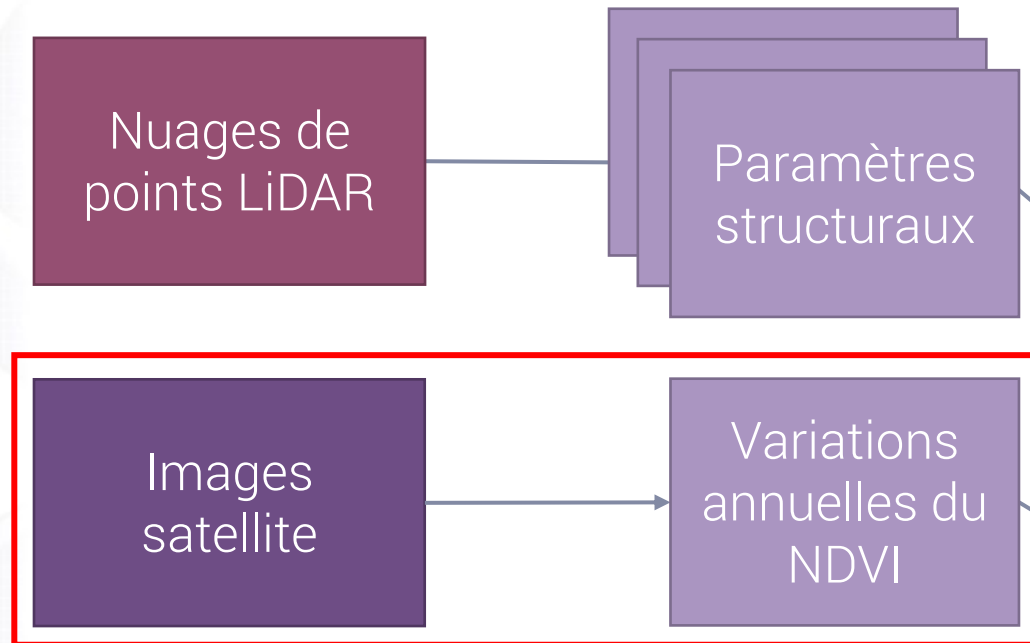 Nuages de
points LiDAR
Paramètres
structuraux
Images
satellite
Variations
annuelles du
NDVI